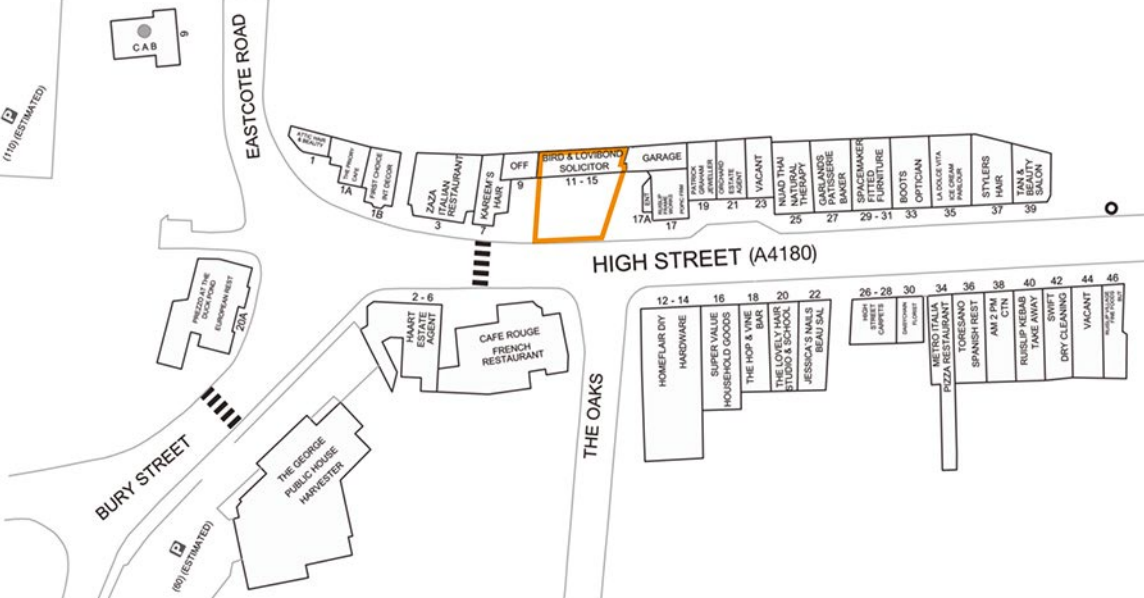 CAB
9
P
(110) (ESTIMATED)
EASTCOTE ROAD
ATTIC HAIR
& BEAUTY
1
THE PRIORY
CAFE
1A
FIRST CHOICE
INT DECOR
1B
ZAZA
ITALIAN
RESTAURANT
3
KAREEM'S
HAIR
7
OFF
9
BIRD & LOVIBOND
SOLICITOR
11 - 15
GARAGE
ENT
17A
17
PATRICK
GRAHAM
JEWELLER
19
ORCHARD
ESTATE
AGENT
21
VACANT
23
NUAD THAI
NATURAL
THERAPY
25
GARLANDS
PATISSERIE
BAKER
27
SPACEMAKER
FITTED
FURNITURE
29 - 31
BOOTS
OPTICIAN
33
LA DOLCE VITA
ICE CREAM
PARLOUR
35
STYLERS
HAIR
37
TAN &
BEAUTY
SALON
39
HIGH STREET (A4180)
PREZZO AT THE
DUCK POND
EUROPEAN REST
20A
2 - 6
HAART
ESTATE
AGENT
CAFE ROUGE
FRENCH
RESTAURANT
THE OAKS
12 - 14
HOMEFLAIR DIY
HARDWARE
16
SUPER VALUE
HOUSEHOLD GOODS
18
THE HOP & VINE
BAR
20
THE LOVELY HAIR
STUDIO & SCHOOL
22
JESSICA'S NAILS
BEAU SAL
26 - 28
HIGH
STREET
CARPETS
30
FLORIST
34
METRO ITALIA
PIZZA RESTAURANT
36
TORESANO
SPANISH REST
38
AM 2 PM
CTN
40
RUISLIP KEBAB
TAKE AWAY
42
SWIFT
DRY CLEANING
44
VACANT
46
BURY STREET
THE GEORGE
PUBLIC HOUSE
HARVESTER
P
(60) (ESTIMATED)